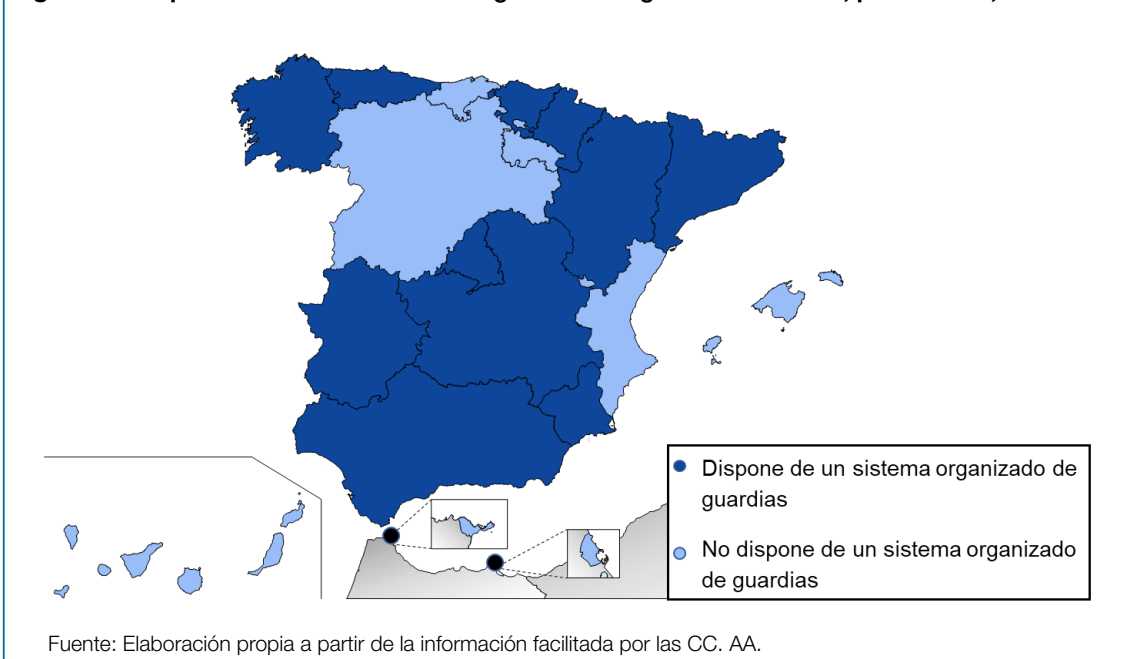 Dispone de un sistema organizado de
guardias
No dispone de un sistema organizado
de guardias
Fuente: Elaboración propia a partir de la información facilitada por las CC. AA.